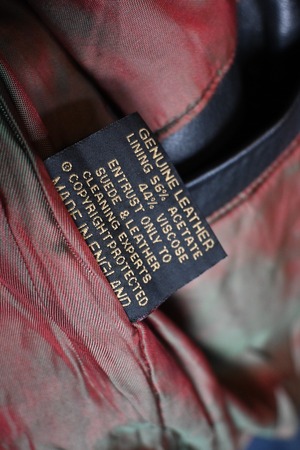 GENUINE LEATHER
LINING 56% ACETATE
44% VISCOSE
ENTRUST ONLY TO
SUEDE & LEATHER
CLEANING EXPERTS
© COPYRIGHT PROTECTED
MADE IN ENGLAND